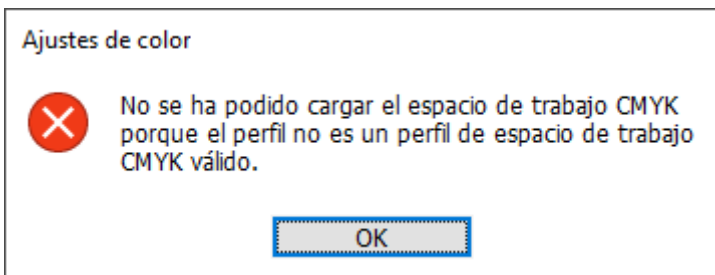 Ajustes de color
No se ha podido cargar el espacio de trabajo CMYK
porque el perfil no es un perfil de espacio de trabajo
CMYK válido.
OK